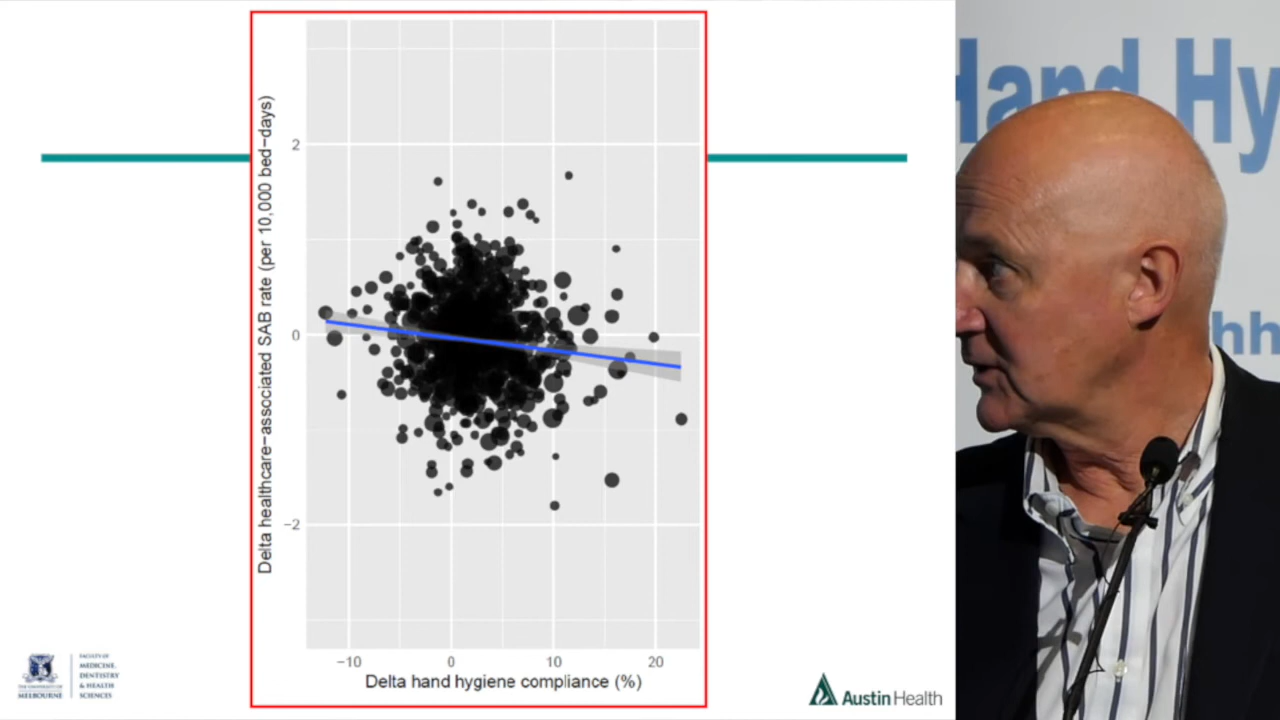 Delta healthcare-associated SAB rate (per 10,000 bed-days)
2
0
−2
−10 0 10 20
Delta hand hygiene compliance (%)
FACULTY OF
MEDICINE,
DENTISTRY
& HEALTH
SCIENCES
THE UNIVERSITY OF
MELBOURNE
Austin Health
Hand Hy
hh